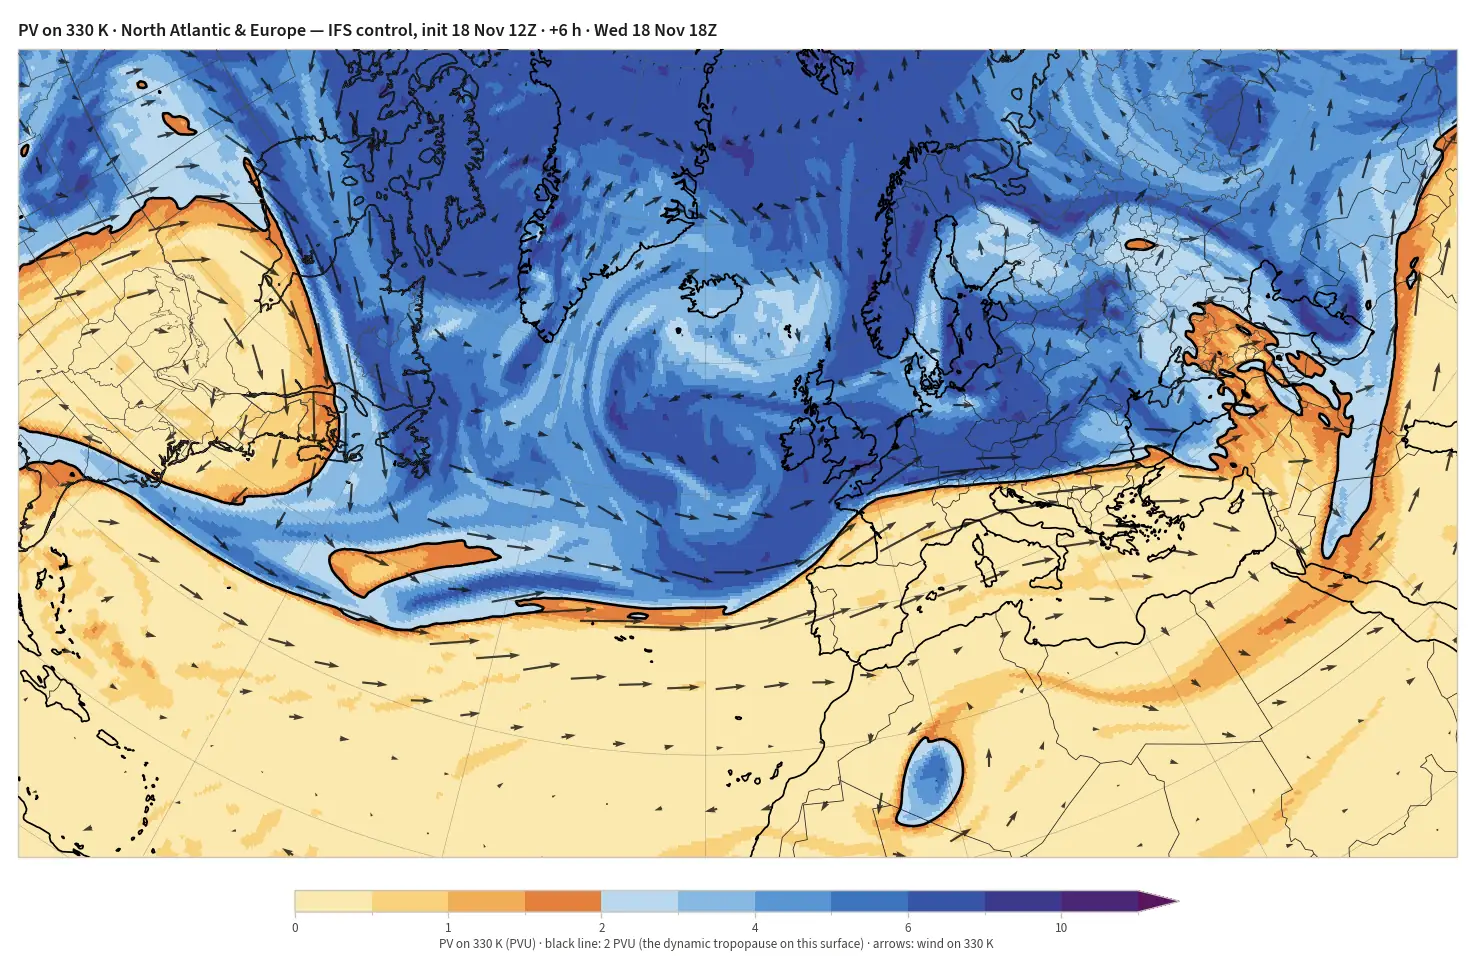 PV on 330 K · North Atlantic & Europe — IFS control, init 18 Nov 12Z · +6 h · Wed 18 Nov 18Z
0 1 2 4 6 10
PV on 330 K (PVU) · black line: 2 PVU (the dynamic tropopause on this surface) · arrows: wind on 330 K